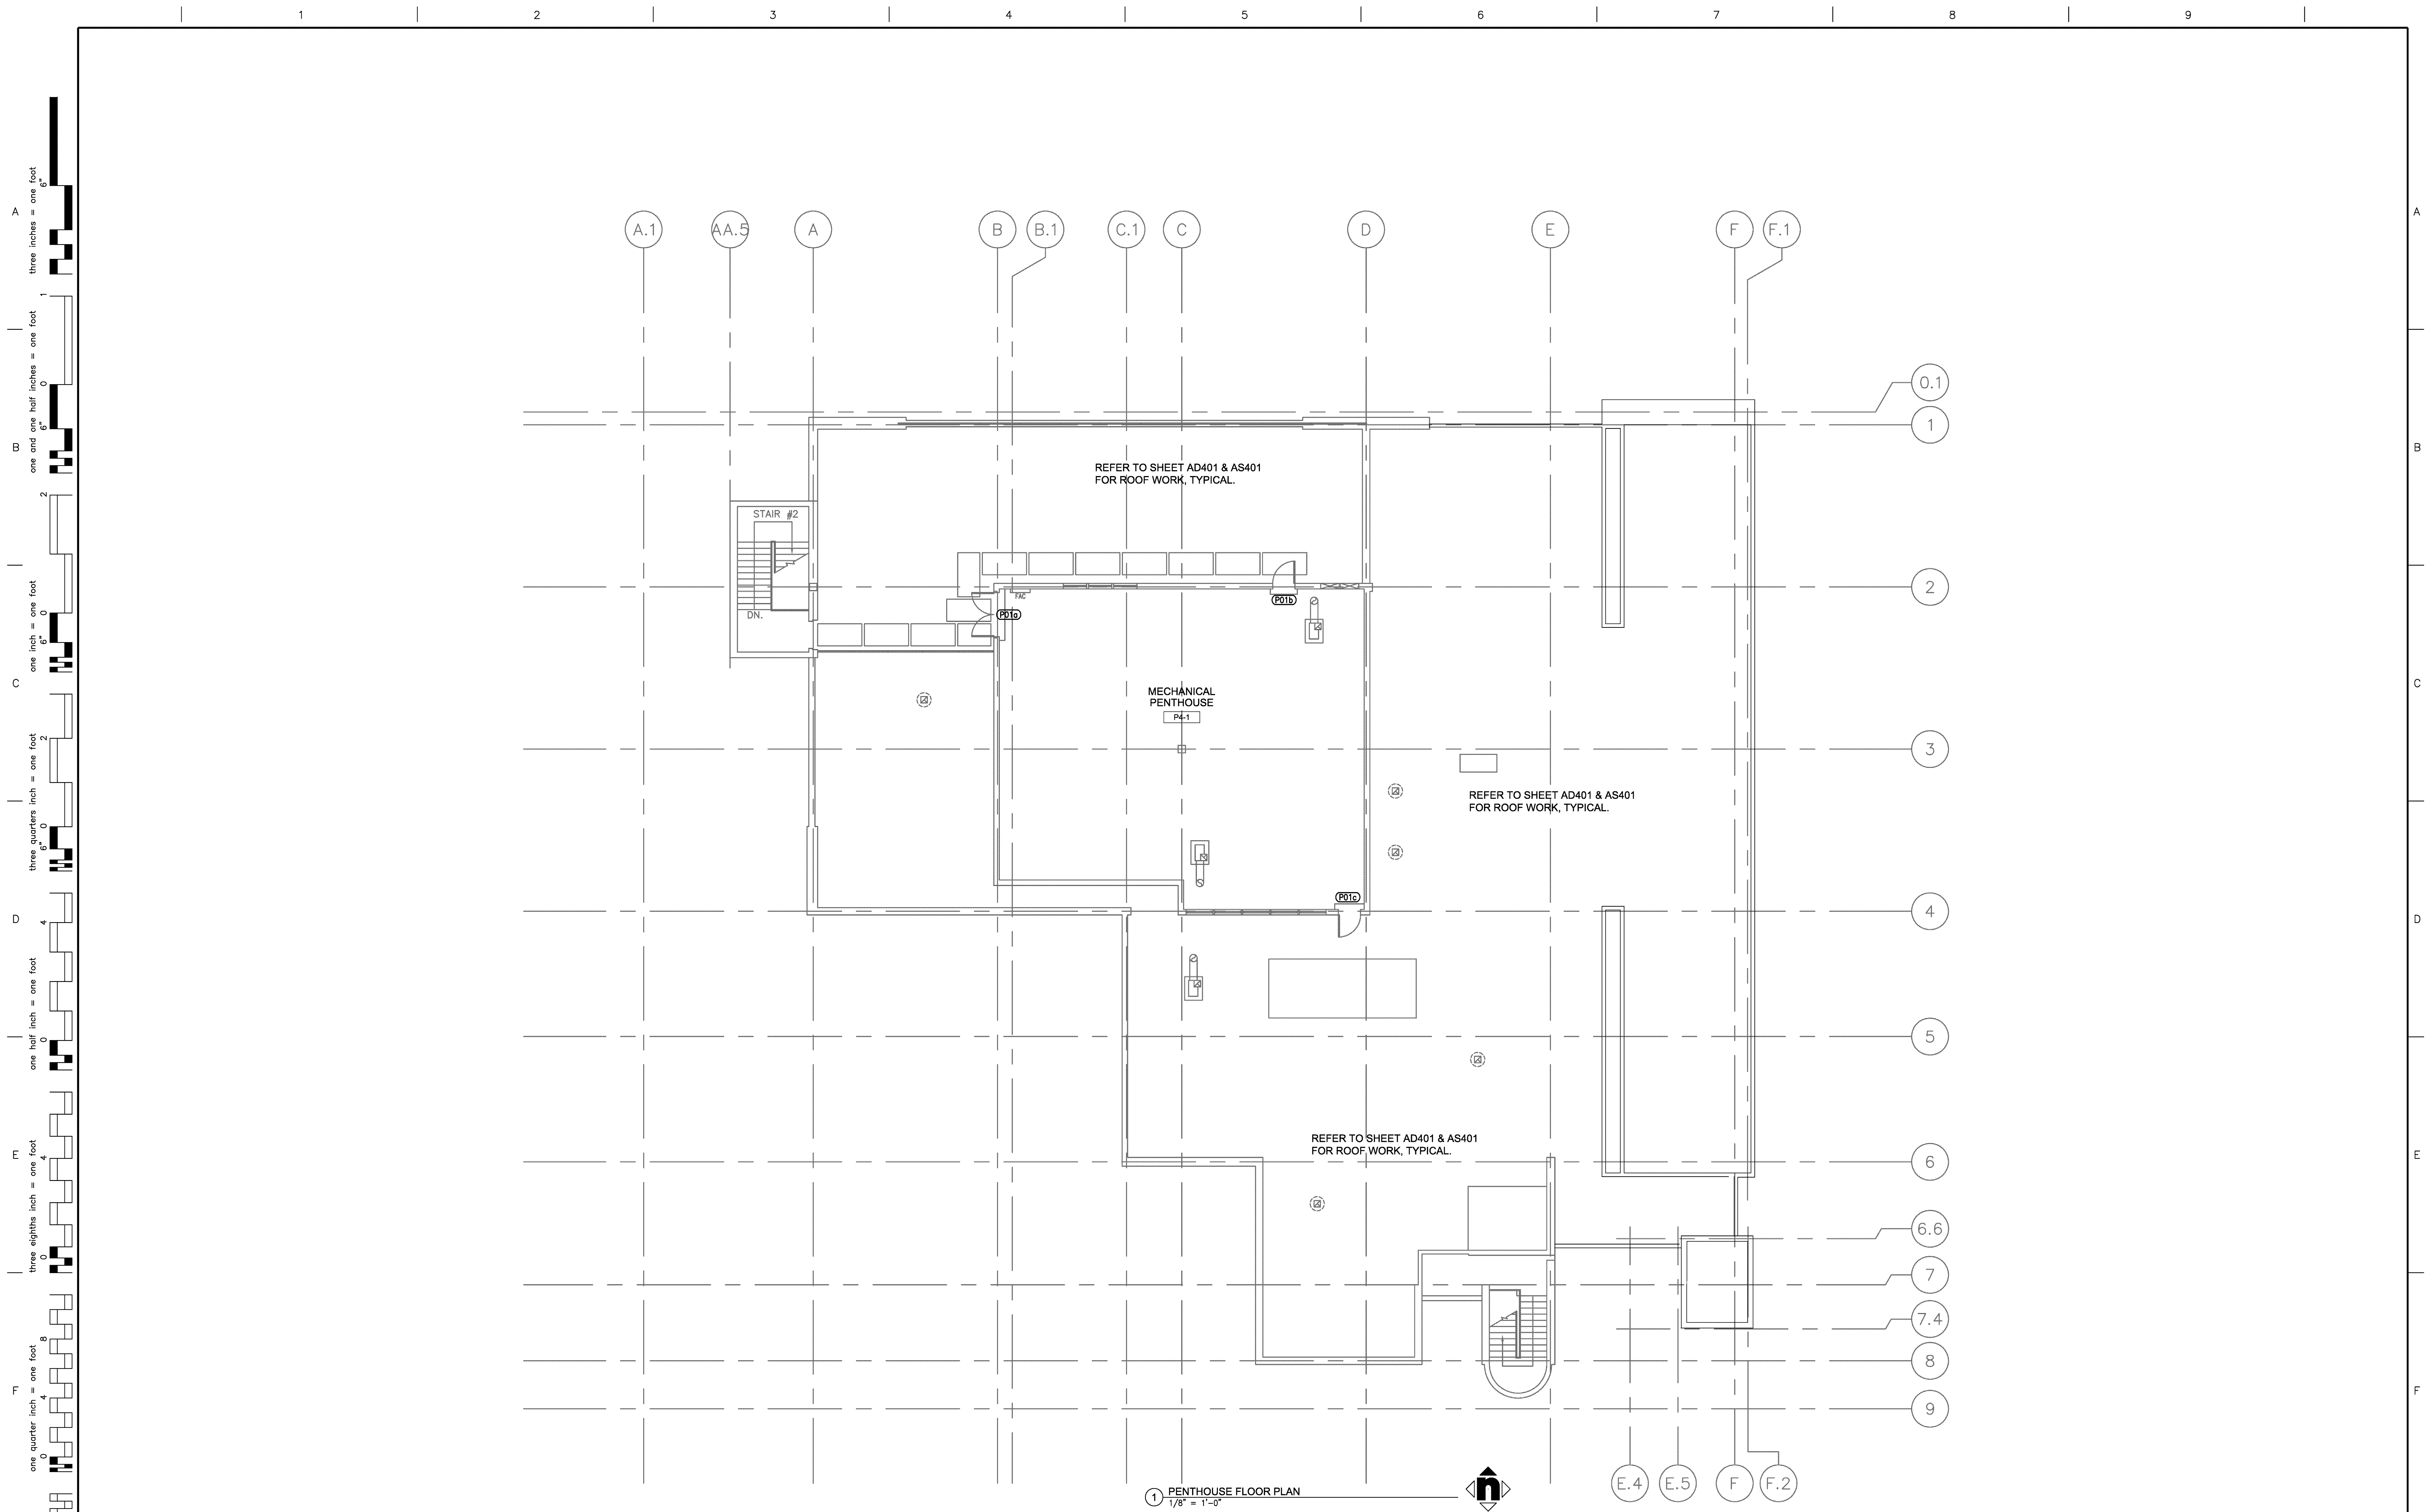 1 2 3 4 5 6 7 8 9
A A
B B
C C
D D
E E
F F
three inches = one foot
6"
one and one half inches = one foot
1 0 6"
one inch = one foot
2 0 6"
three quarters inch = one foot
2 0 6"
one half inch = one foot
4 0
three eighths inch = one foot
4 0
one quarter inch = one foot
8 4 0
A.1 AA.5 A B B.1 C.1 C D E F F.1
0.1
1
REFER TO SHEET AD401 & AS401
FOR ROOF WORK, TYPICAL.
STAIR #2
DN.
2
FAC
P01a
P01b
MECHANICAL
PENTHOUSE
P4-1
3
REFER TO SHEET AD401 & AS401
FOR ROOF WORK, TYPICAL.
P01c
4
5
REFER TO SHEET AD401 & AS401
FOR ROOF WORK, TYPICAL.
6
6.6
7
7.4
8
9
E.4 E.5 F F.2
1 PENTHOUSE FLOOR PLAN
1/8" = 1'-0"
n